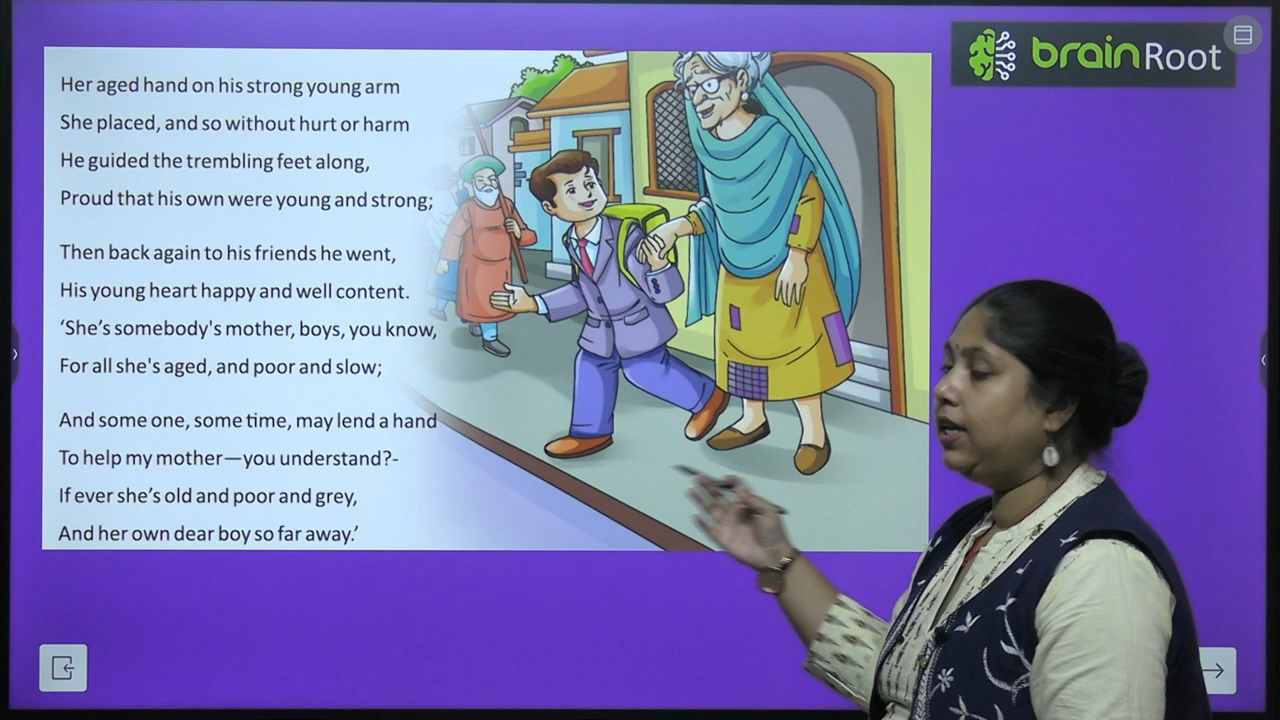 brainRoot
Her aged hand on his strong young arm
She placed, and so without hurt or harm
He guided the trembling feet along,
Proud that his own were young and strong;
Then back again to his friends he went,
His young heart happy and well content.
‘She’s somebody's mother, boys, you know,
For all she's aged, and poor and slow;
And some one, some time, may lend a hand
To help my mother—you understand?-
If ever she’s old and poor and grey,
And her own dear boy so far away.’